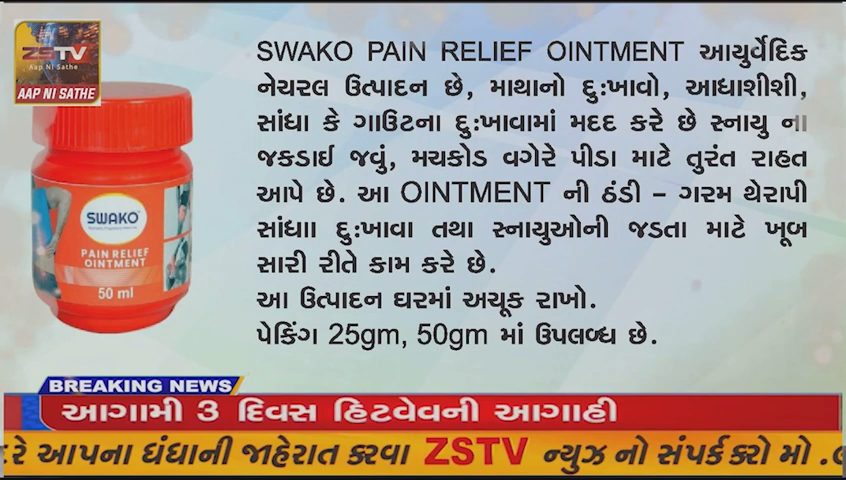 ZSTV
Aap Ni Sathe
AAP NI SATHE
SWAKO PAIN RELIEF OINTMENT આયુર્વેદિક
નેચરલ ઉત્પાદન છે, માથાનો દુઃખાવો, આધાશીશી,
સાંધા કે ગાઉટના દુઃખાવામાં મદદ કરે છે સ્નાયુ ના
જકડાઈ જવું, મચકોડ વગેરે પીડા માટે તુરંત રાહત
આપે છે. આ OINTMENT ની ઠંડી – ગરમ થેરાપી
સાંધાા દુઃખાવા તથા સ્નાયુઓની જડતા માટે ખૂબ
સારી રીતે કામ કરે છે.
આ ઉત્પાદન ઘરમાં અચૂક રાખો.
પેકિંગ 25gm, 50gm માં ઉપલબ્ધ છે.
SWAKO
PAIN RELIEF
OINTMENT
50 ml
BREAKING NEWS
આગામી 3 દિવસ હિટવેવની આગાહી
રે આપના ધંધાની જાહેરાત કરવા ZSTV ન્યુઝ નો સંપર્ક કરો મો .